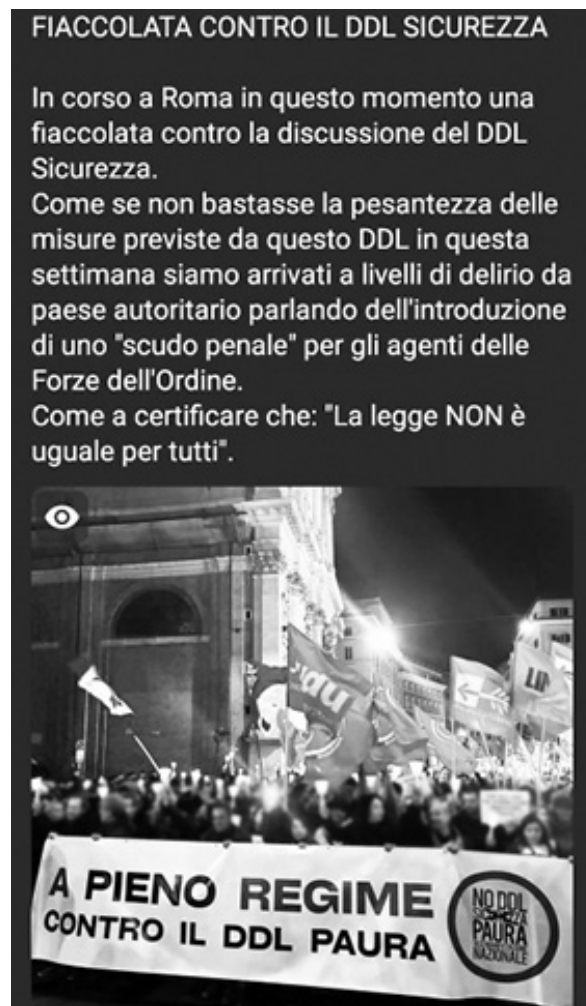 FIACCOLATA CONTRO IL DDL SICUREZZA
In corso a Roma in questo momento una
fiaccolata contro la discussione del DDL
Sicurezza.
Come se non bastasse la pesantezza delle
misure previste da questo DDL in questa
settimana siamo arrivati a livelli di delirio da
paese autoritario parlando dell'introduzione
di uno "scudo penale" per gli agenti delle
Forze dell'Ordine.
Come a certificare che: "La legge NON è
uguale per tutti".
A PIENO REGIME
CONTRO IL DDL PAURA
NO DDL
PAURA
NAZIONALE